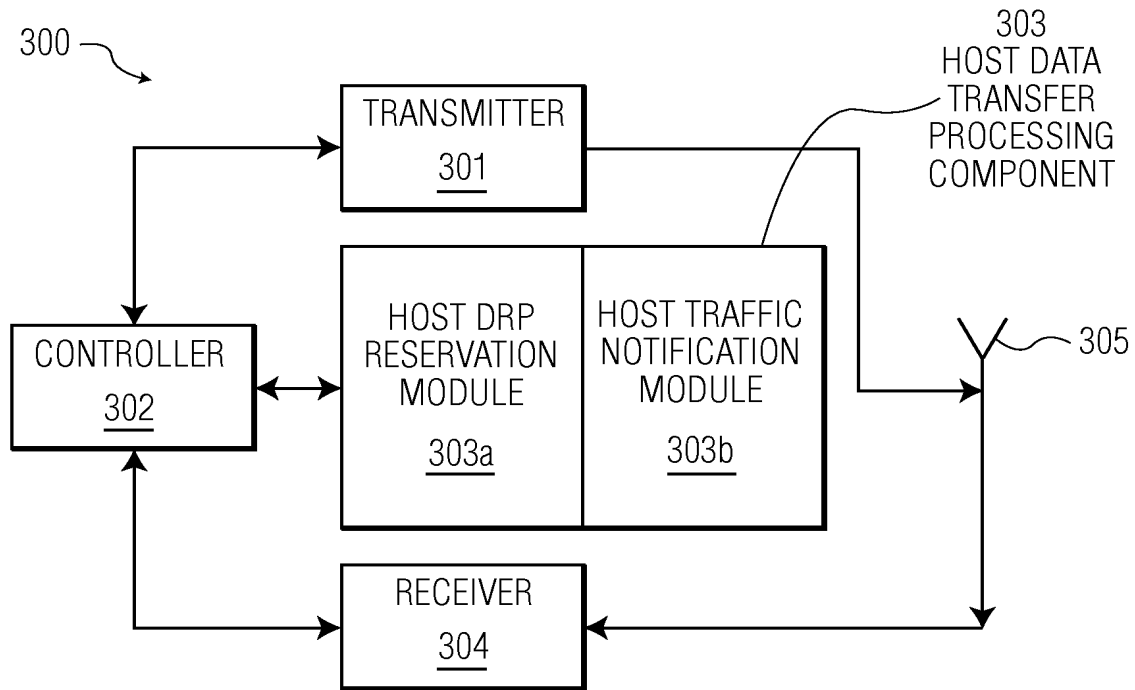 300
303
HOST DATA
TRANSFER
PROCESSING
COMPONENT
TRANSMITTER
301
HOST DRP
RESERVATION
MODULE
303a
HOST TRAFFIC
NOTIFICATION
MODULE
303b
CONTROLLER
302
305
RECEIVER
304